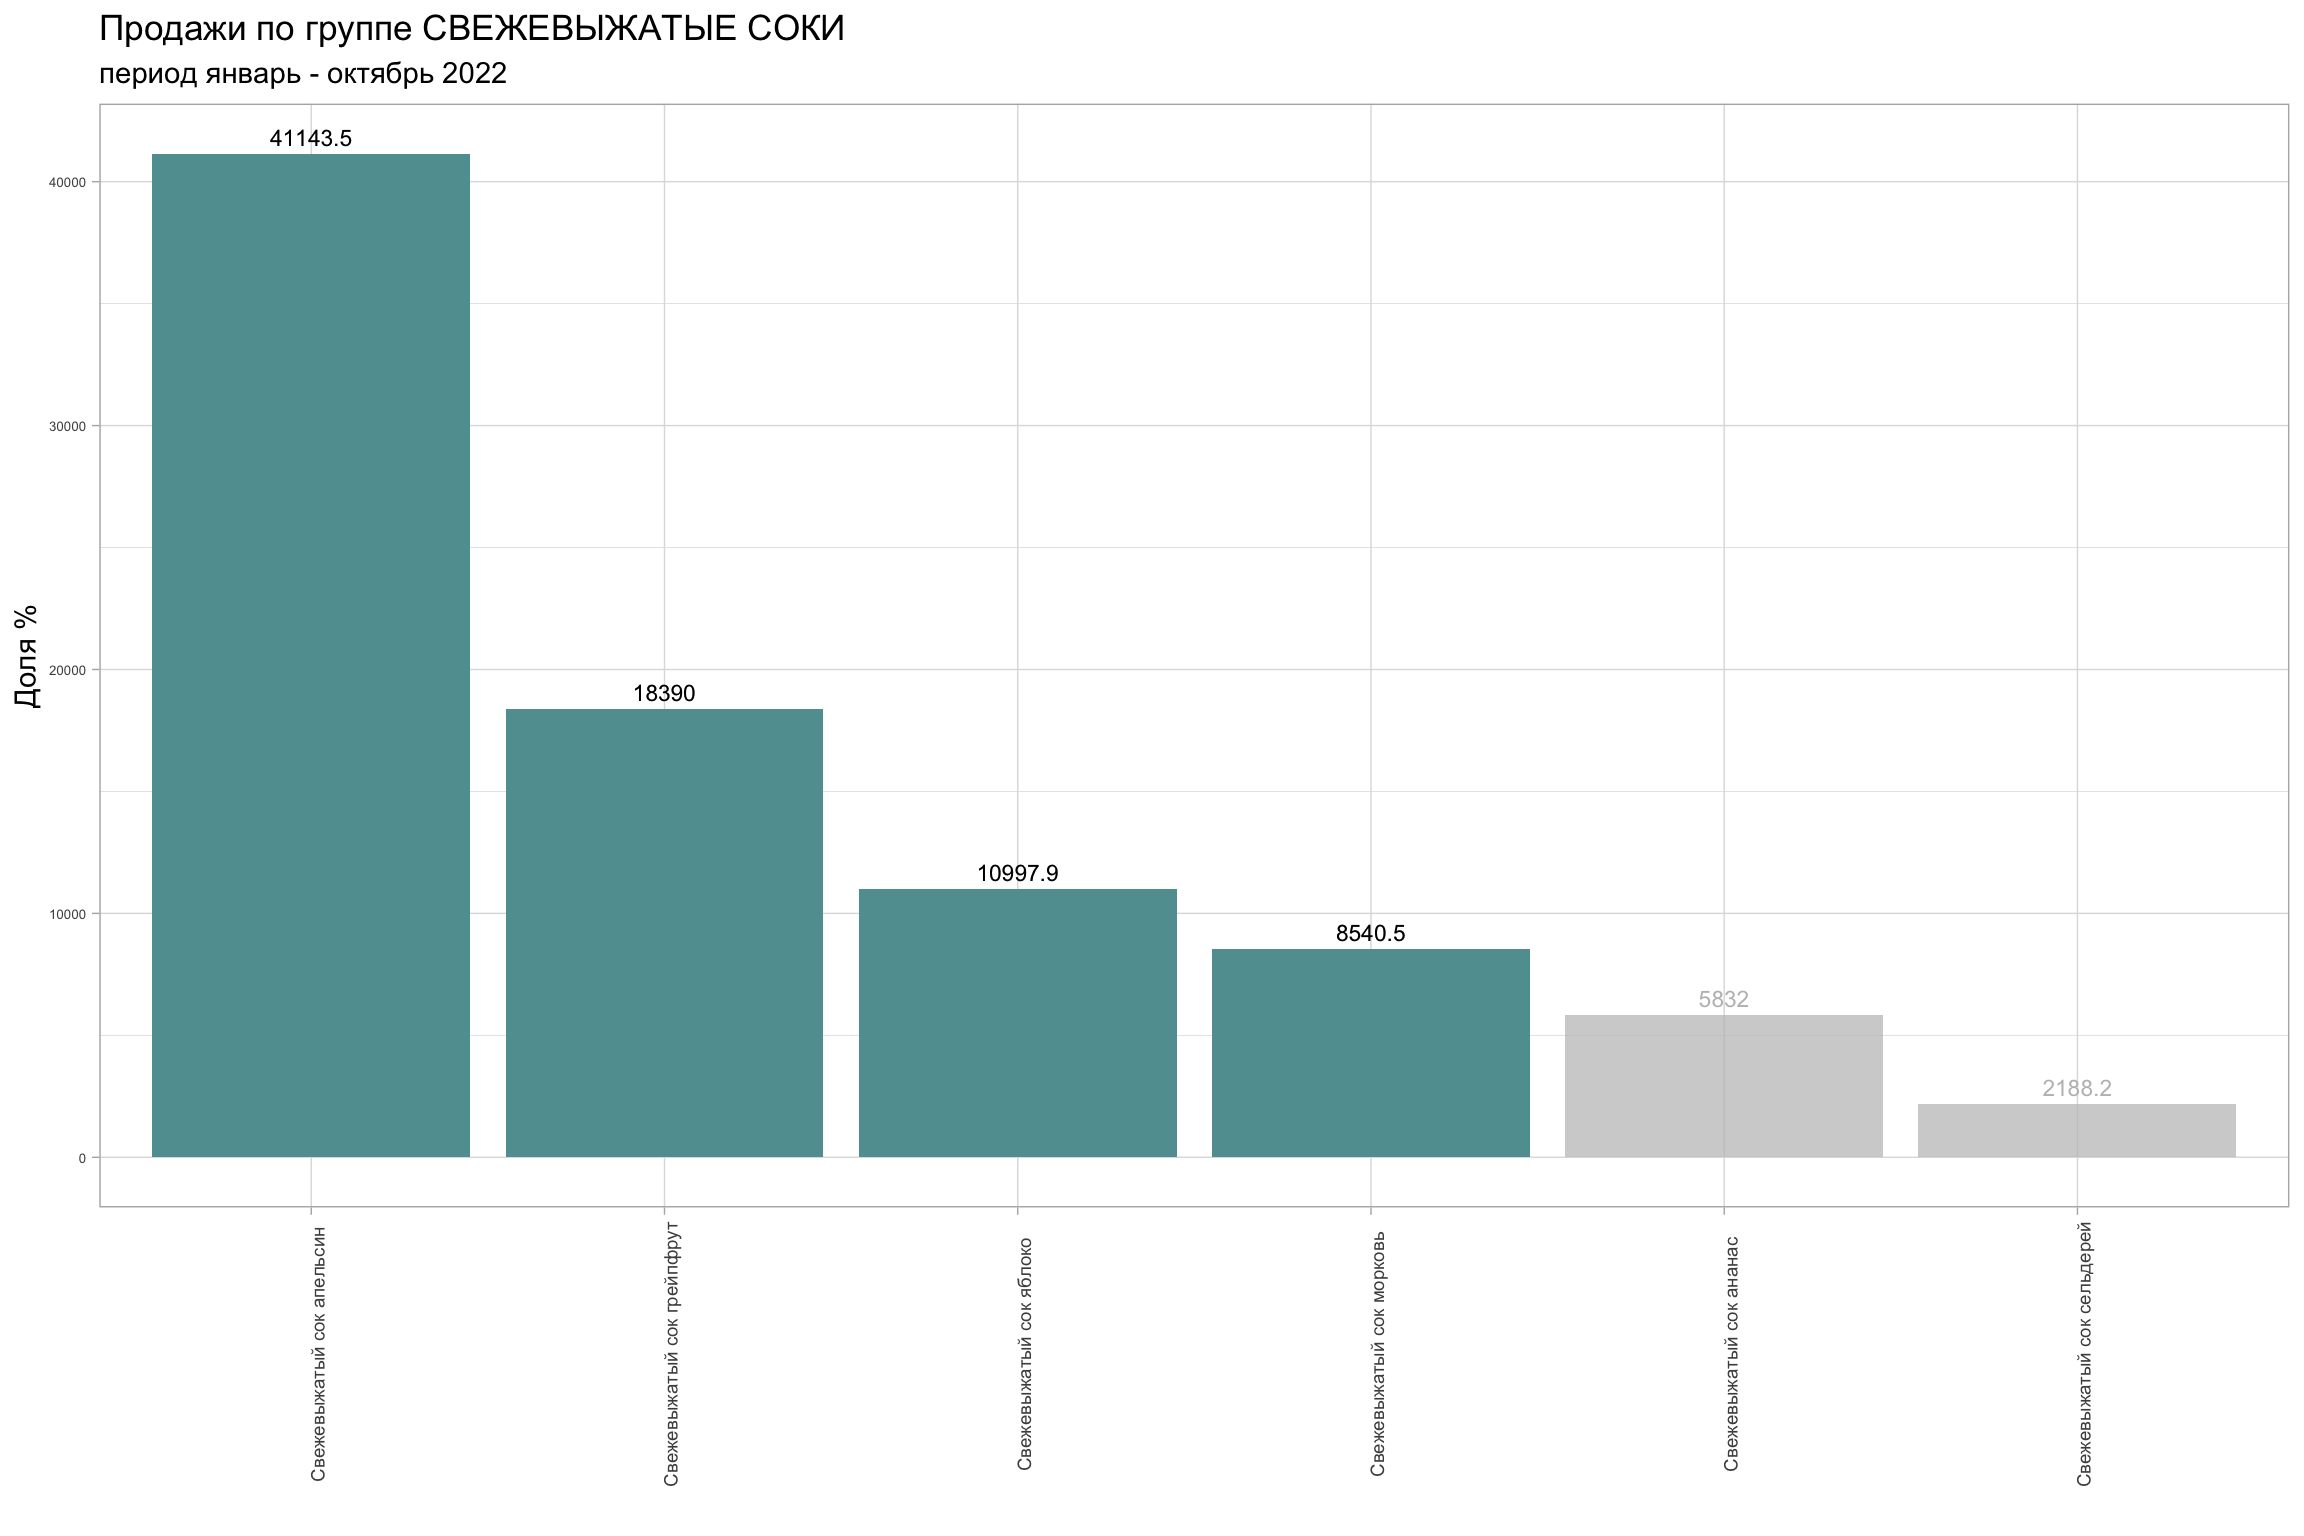 Продажи по группе СВЕЖЕВЫЖАТЫЕ СОКИ
период январь - октябрь 2022
Доля %
40000
30000
20000
10000
0
41143.5
18390
10997.9
8540.5
5832
2188.2
Свежевыжатый сок апельсин
Свежевыжатый сок грейпфрут
Свежевыжатый сок яблоко
Свежевыжатый сок морковь
Свежевыжатый сок ананас
Свежевыжатый сок сельдерей